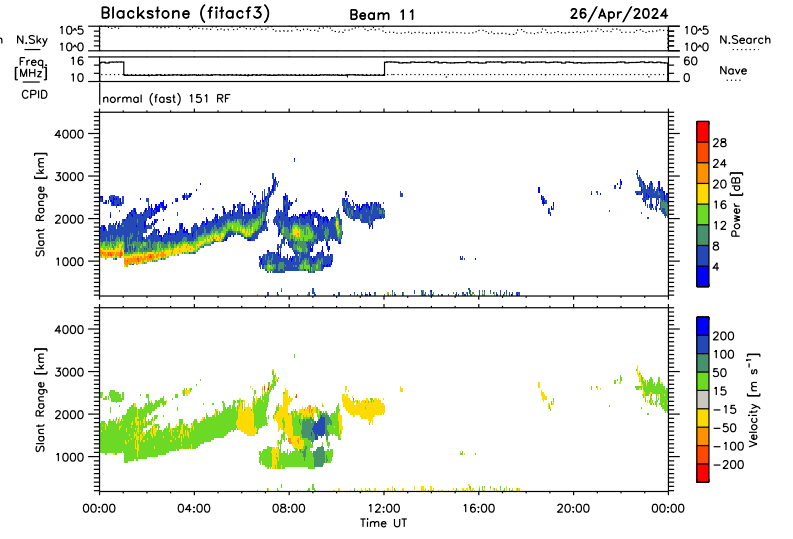 Blackstone (fitacf3) Beam 11 26/Apr/2024
N.Sky 10^5 10^5 N.Search
10^0 10^0
Freq. 16 60 Nave
[MHz] 10 0
CPID normal (fast) 151 RF
Slant Range [km]
4000
3000
2000
1000
Power [dB]
28
24
20
16
12
8
4
Slant Range [km]
4000
3000
2000
1000
Velocity [m s⁻¹]
200
100
50
15
-15
-50
-100
-200
00:00 04:00 08:00 12:00 16:00 20:00 00:00
Time UT